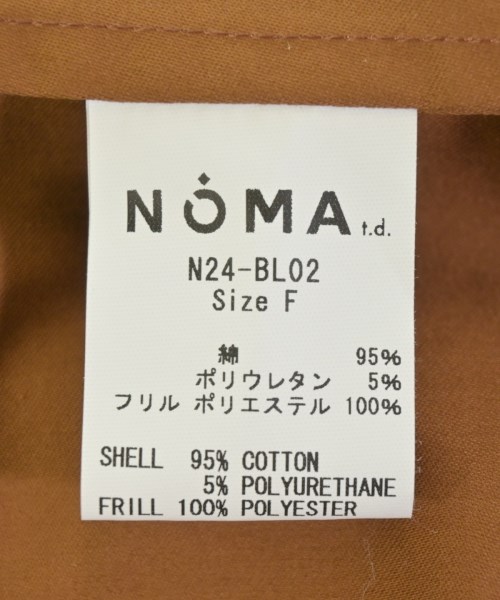 NOMA t.d.
N24-BL02
Size F
綿 95%
ポリウレタン 5%
フリル ポリエステル 100%
SHELL 95% COTTON
5% POLYURETHANE
FRILL 100% POLYESTER